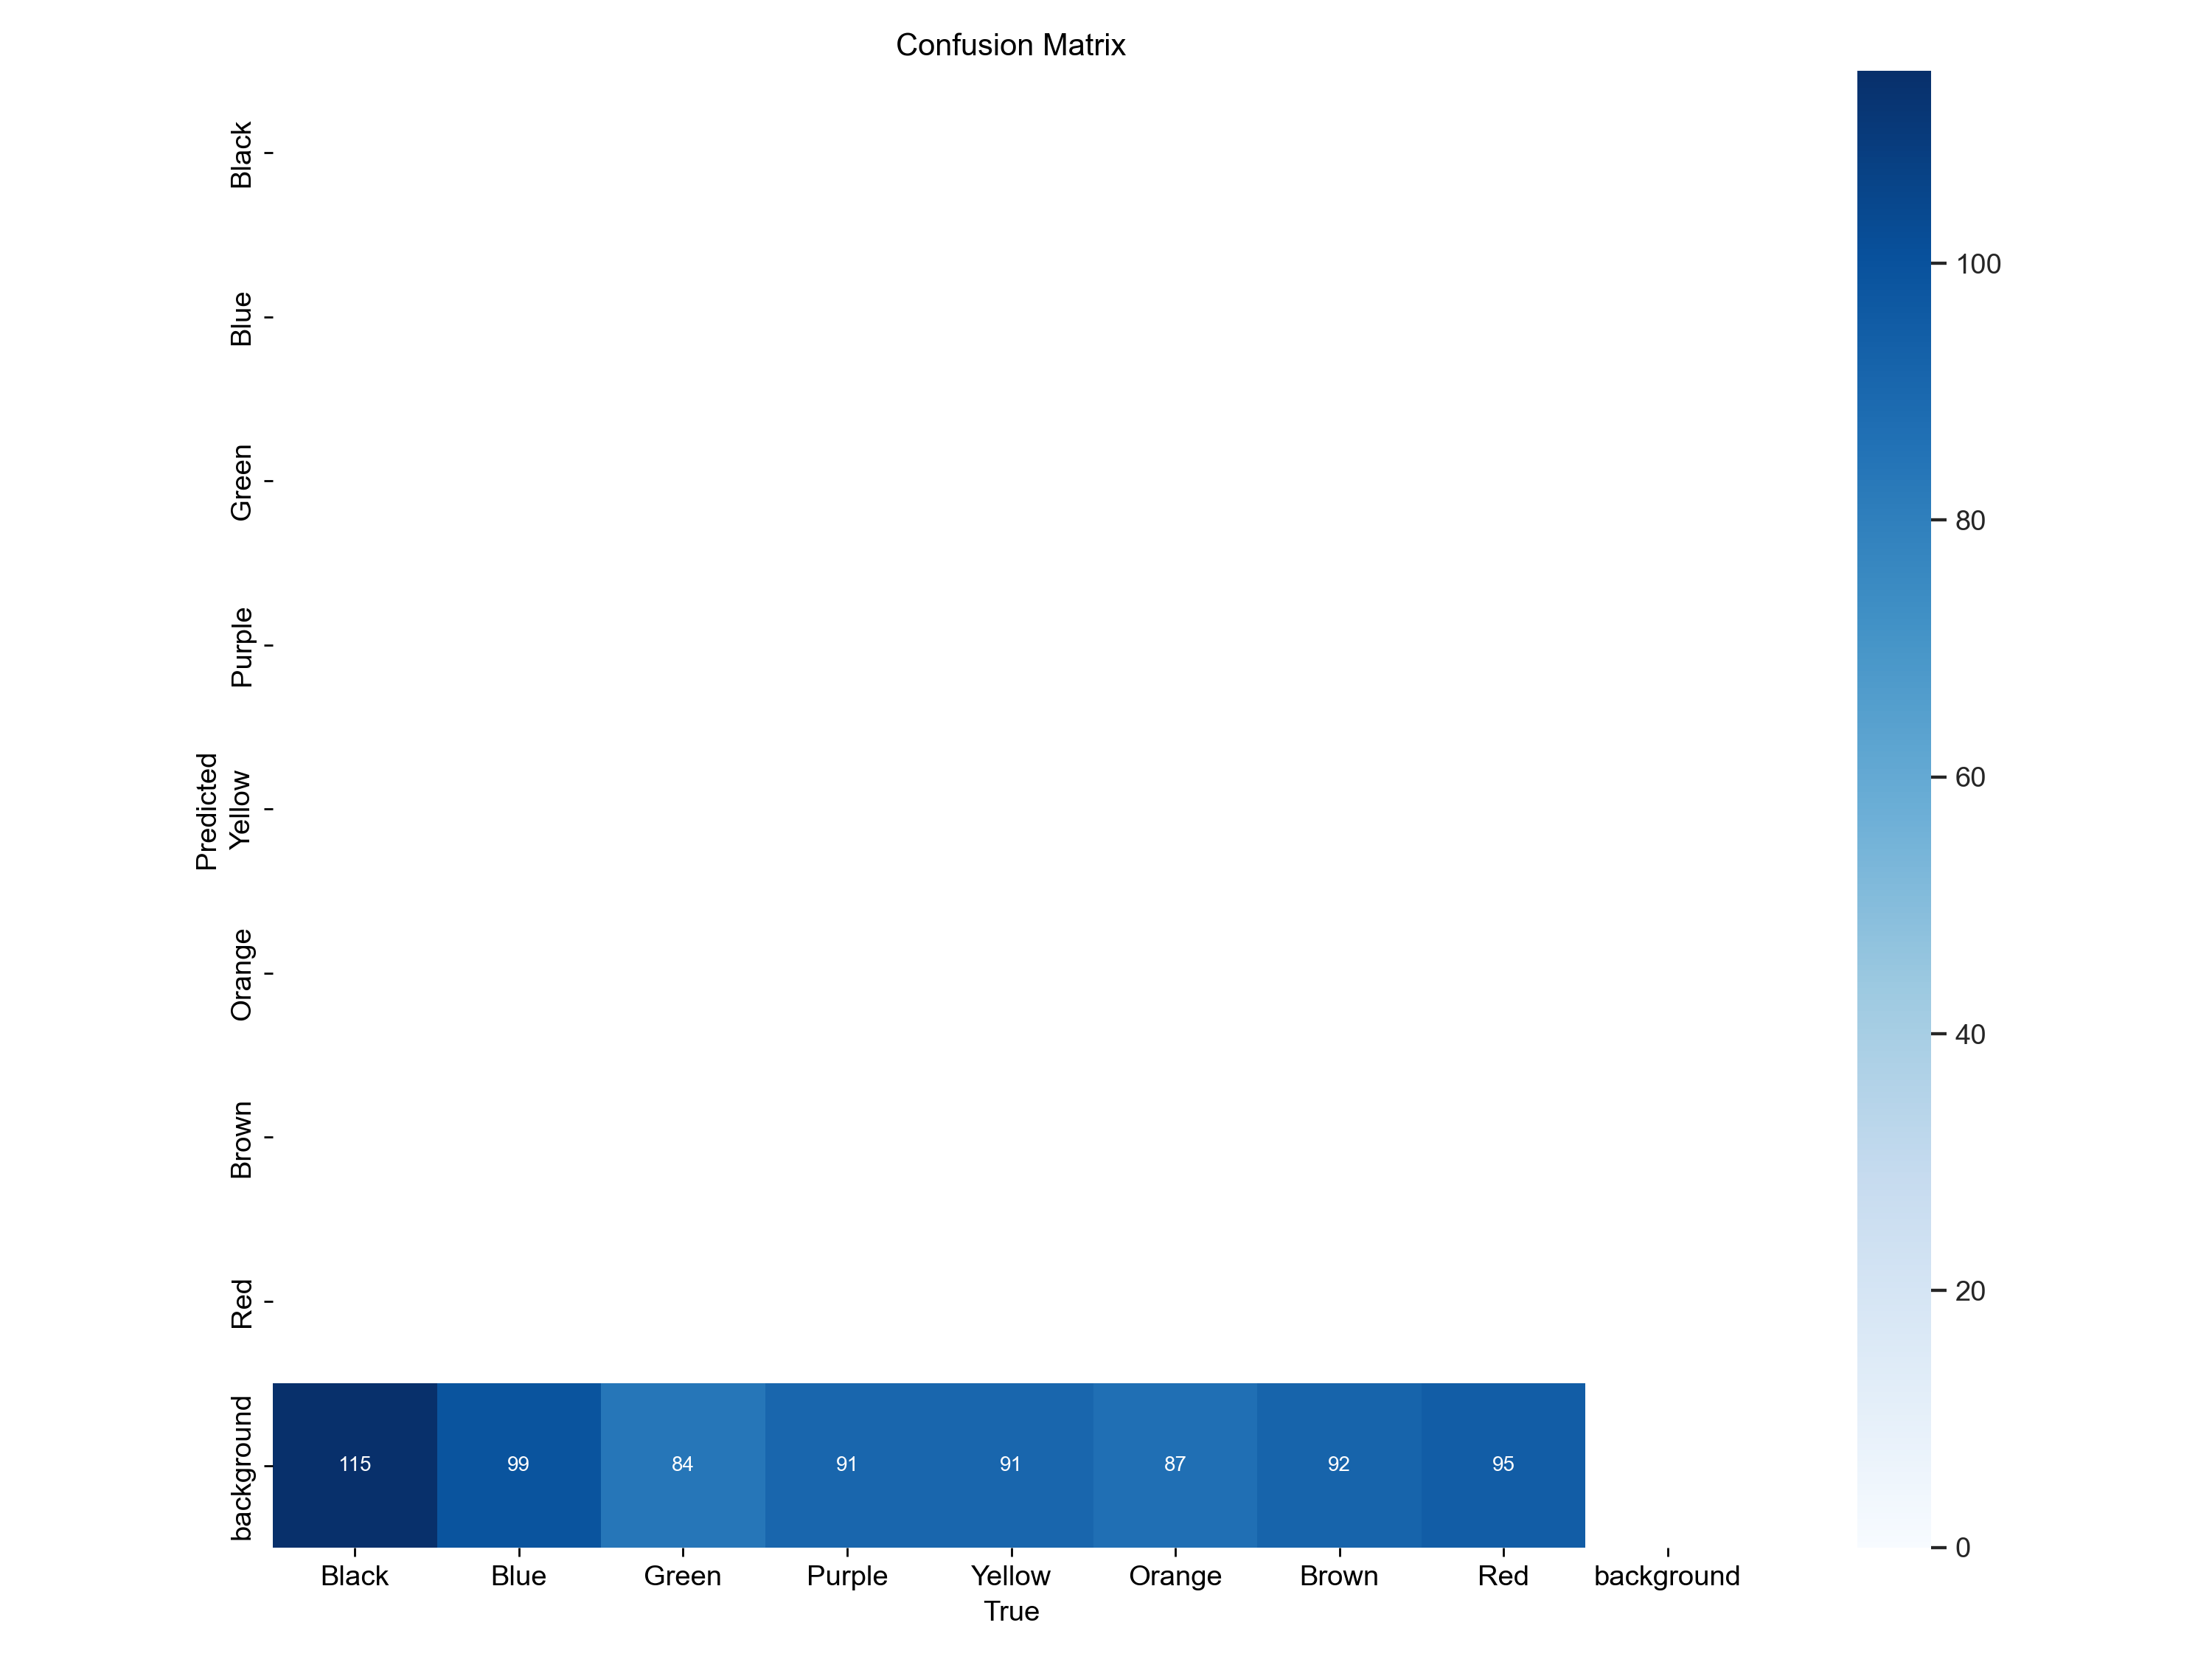 Confusion Matrix
Black
Blue
Green
Purple
Yellow
Orange
Brown
Red
background
Predicted
115 99 84 91 91 87 92 95
Black Blue Green Purple Yellow Orange Brown Red background
True
100
80
60
40
20
0